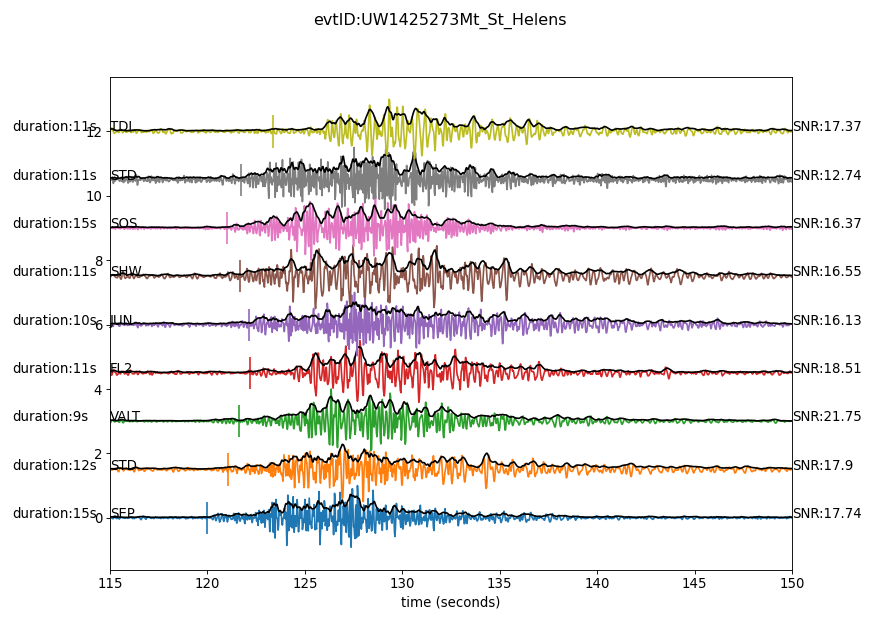 evtID:UW1425273Mt_St_Helens
duration:11s TDL SNR:17.37
12
duration:11s STD SNR:12.74
10
duration:15s SOS SNR:16.37
8
duration:11s SHW SNR:16.55
duration:10s JUN SNR:16.13
6
duration:11s FL2 SNR:18.51
4
duration:9s VALT SNR:21.75
2
duration:12s STD SNR:17.9
duration:15s SEP SNR:17.74
0
115 120 125 130 135 140 145 150
time (seconds)